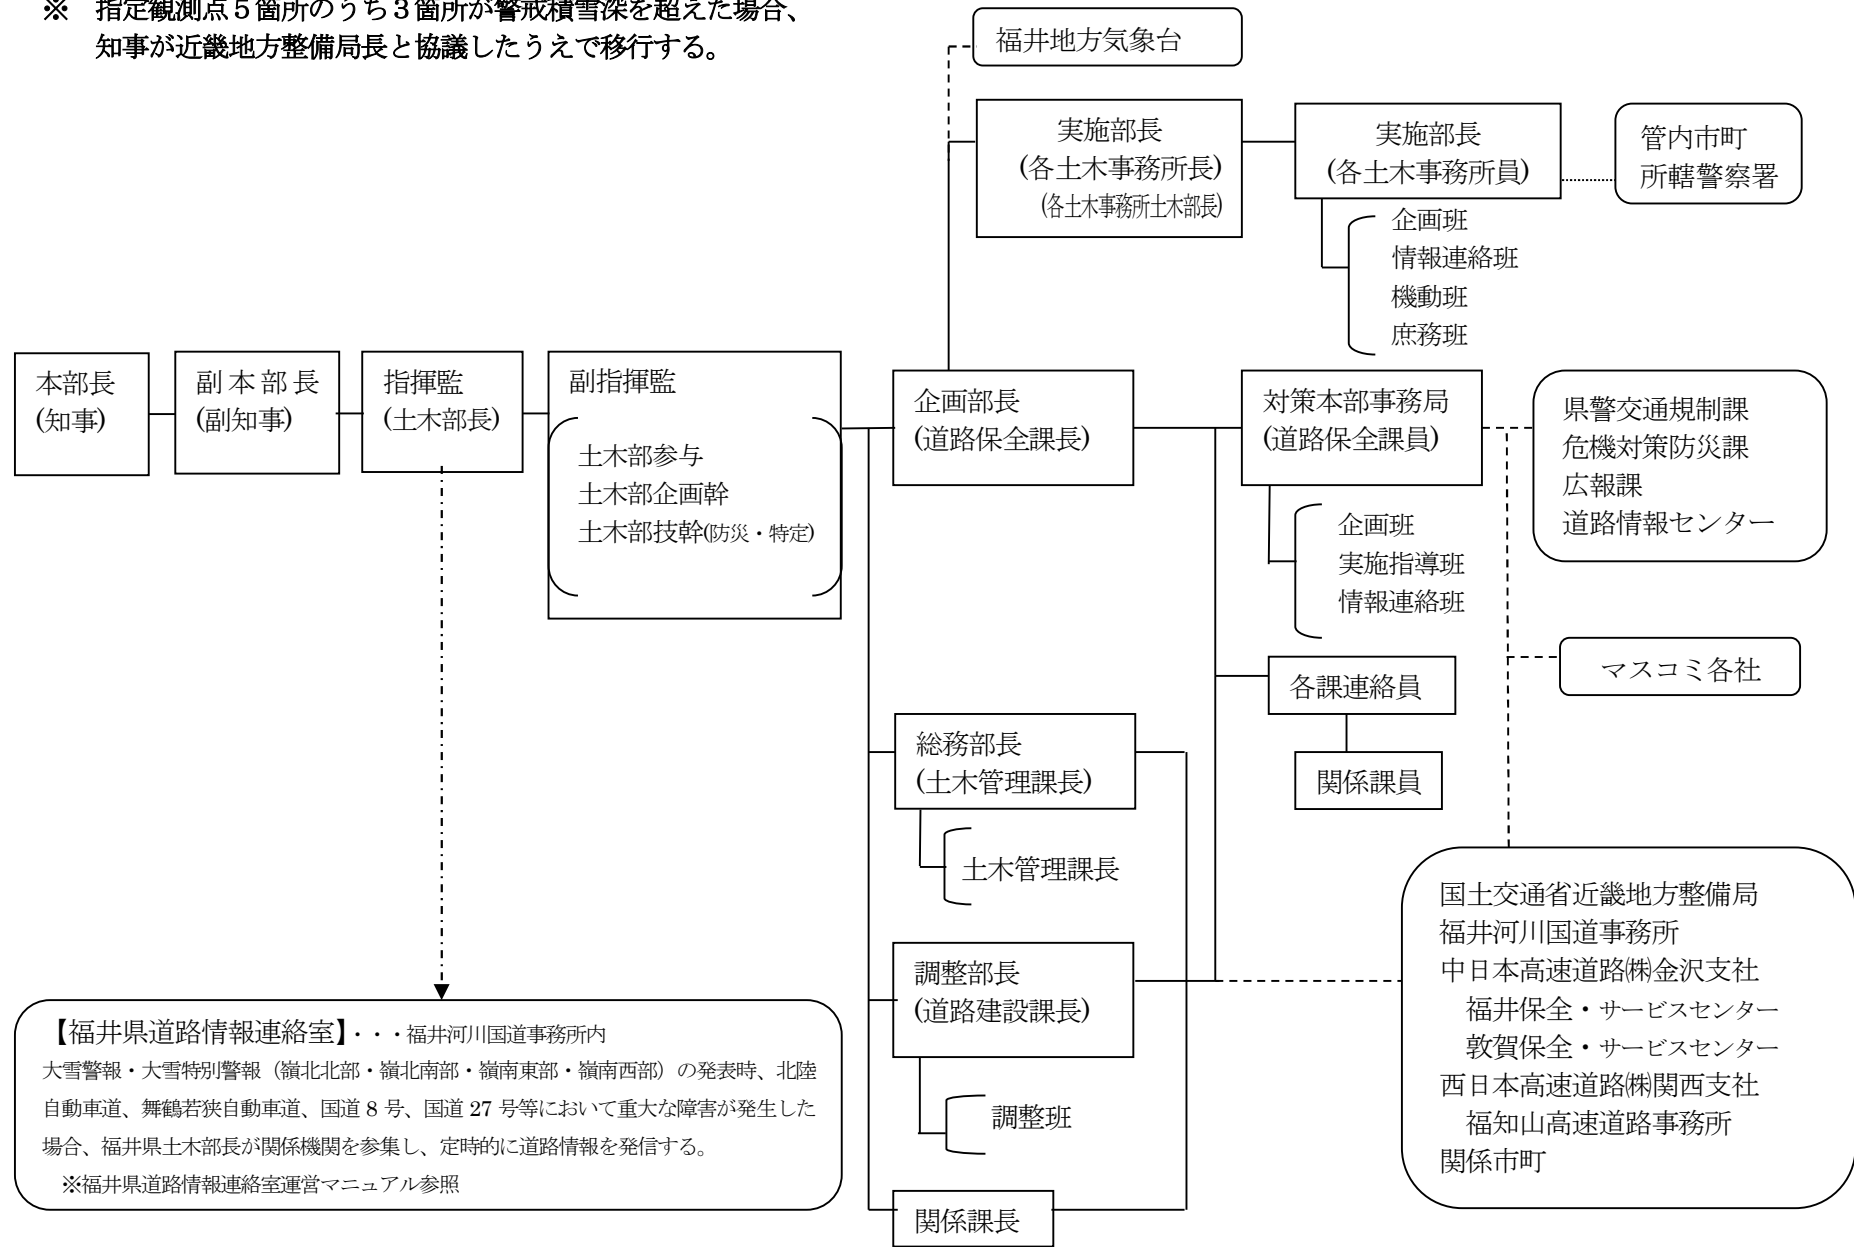 ※　指定観測点５箇所のうち３箇所が警戒積雪深を超えた場合、
知事が近畿地方整備局長と協議したうえで移行する。
福井地方気象台
実施部長
(各土木事務所長)
(各土木事務所土木部長)
実施部長
(各土木事務所員)
管内市町
所轄警察署
企画班
情報連絡班
機動班
庶務班
本部長
(知事)
副本部長
(副知事)
指揮監
(土木部長)
副指揮監
土木部参与
土木部企画幹
土木部技幹(防災・特定)
企画部長
(道路保全課長)
対策本部事務局
(道路保全課員)
企画班
実施指導班
情報連絡班
県警交通規制課
危機対策防災課
広報課
道路情報センター
マスコミ各社
各課連絡員
関係課員
総務部長
(土木管理課長)
土木管理課長
調整部長
(道路建設課長)
調整班
関係課長
国土交通省近畿地方整備局
福井河川国道事務所
中日本高速道路㈱金沢支社
福井保全・サービスセンター
敦賀保全・サービスセンター
西日本高速道路㈱関西支社
福知山高速道路事務所
関係市町
【福井県道路情報連絡室】・・・福井河川国道事務所内
大雪警報・大雪特別警報（嶺北北部・嶺北南部・嶺南東部・嶺南西部）の発表時、北陸
自動車道、舞鶴若狭自動車道、国道 8 号、国道 27 号等において重大な障害が発生した
場合、福井県土木部長が関係機関を参集し、定時的に道路情報を発信する。
※福井県道路情報連絡室運営マニュアル参照